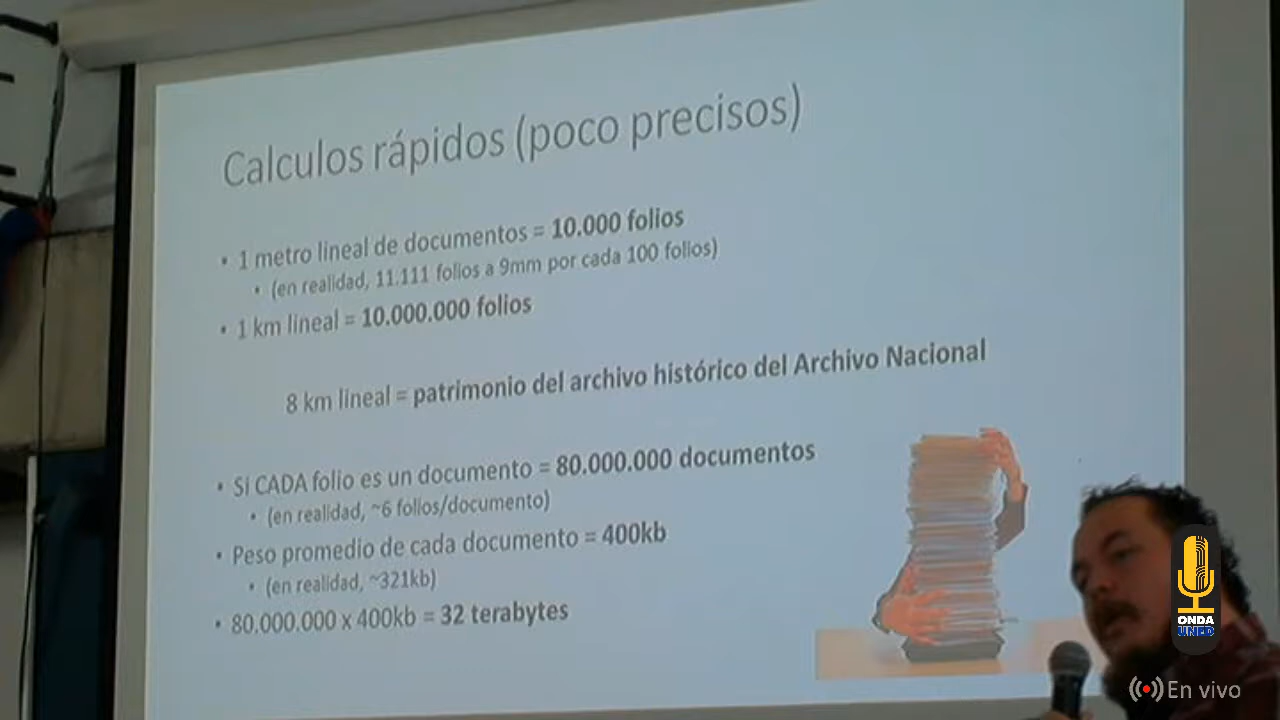 Calculos rápidos (poco precisos)
• 1 metro lineal de documentos = 10.000 folios
• (en realidad, 11.111 folios a 9mm por cada 100 folios)
• 1 km lineal = 10.000.000 folios
8 km lineal = patrimonio del archivo histórico del Archivo Nacional
• Si CADA folio es un documento = 80.000.000 documentos
• (en realidad, ~6 folios/documento)
• Peso promedio de cada documento = 400kb
• (en realidad, ~321kb)
• 80.000.000 x 400kb = 32 terabytes
ONDA
UNED
En vivo